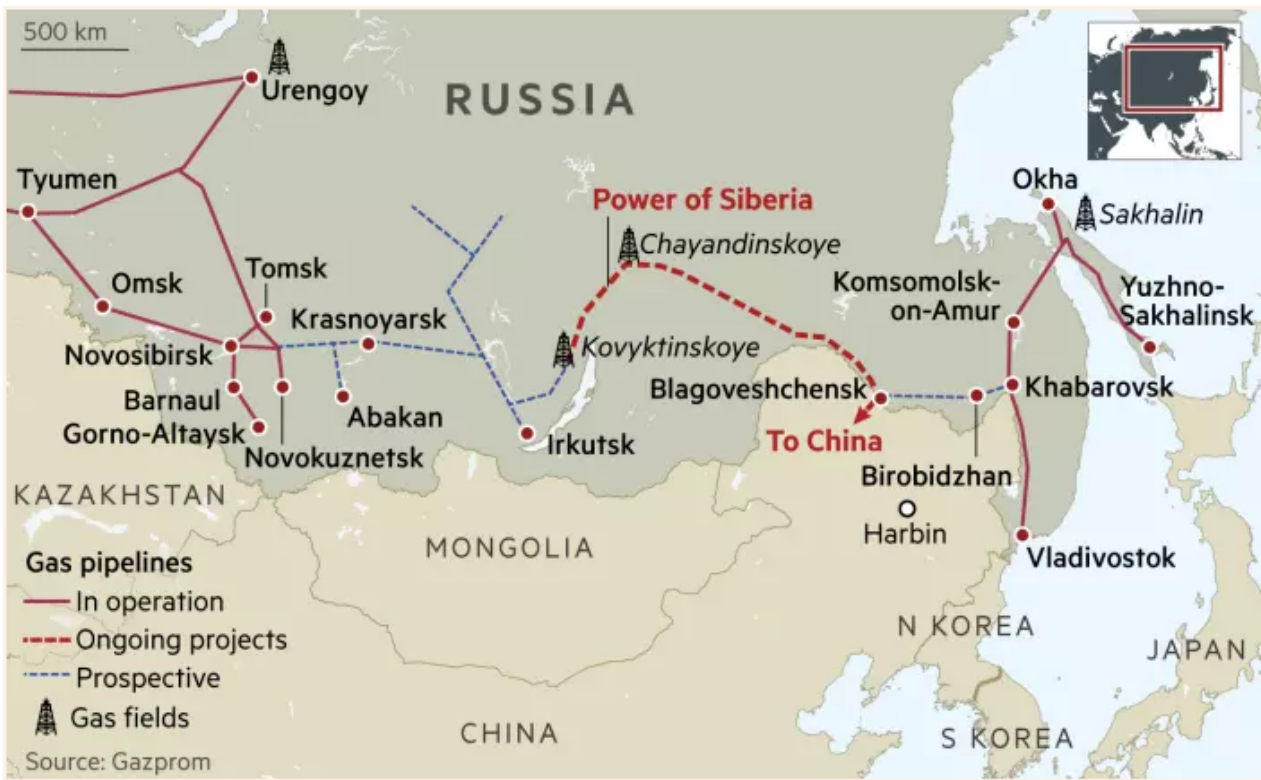 500 km
Urengoy
RUSSIA
Tyumen
Okha
Sakhalin
Power of Siberia
Chayandinskoye
Omsk
Tomsk
Komsomolsk-
on-Amur
Yuzhno-
Sakhalinsk
Krasnoyarsk
Novosibirsk
Kovyktinskoye
Barnaul
Abakan
Blagoveshchensk
Khabarovsk
Gorno-Altaysk
Novokuznetsk
Irkutsk
To China
Birobidzhan
KAZAKHSTAN
Harbin
MONGOLIA
Vladivostok
Gas pipelines
In operation
Ongoing projects
Prospective
Gas fields
N KOREA
JAPAN
CHINA
S KOREA
Source: Gazprom